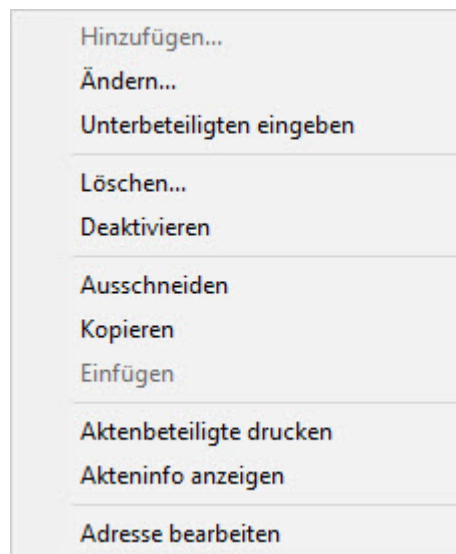 Hinzufügen...
Ändern...
Unterbeteiligten eingeben
Löschen...
Deaktivieren
Ausschneiden
Kopieren
Einfügen
Aktenbeteiligte drucken
Akteninfo anzeigen
Adresse bearbeiten